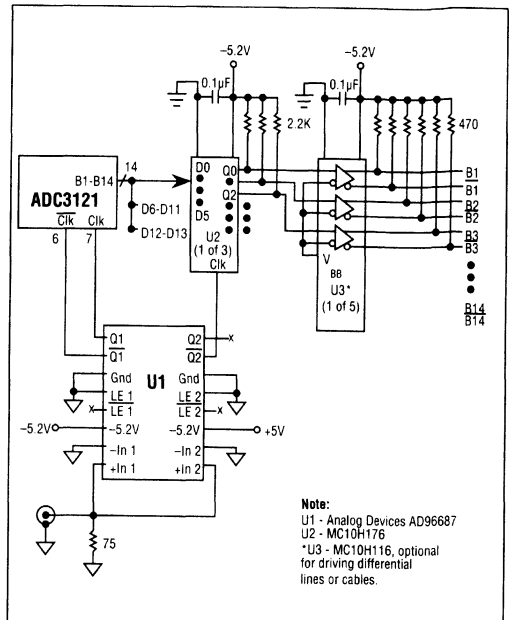 −5.2V
−5.2V
0.1µF
0.1µF
2.2K
470
14
B1-B14
ADC3121
Clk Clk
6 7
D6-D11
D12-D13
D0 Q0
D5 Q2
U2
(1 of 3)
Clk
V
BB
U3*
(1 of 5)
B1
B1
B2
B2
B3
B3
B14
B14
Q1 Q2 x
Q1 Q2
U1
Gnd Gnd
LE 1 LE 2
x LE 1 LE 2 x
−5.2V −5.2V −5.2V +5V
−In 1 −In 2
+In 1 +In 2
75
Note:
U1 - Analog Devices AD96687
U2 - MC10H176
*U3 - MC10H116, optional
for driving differential
lines or cables.